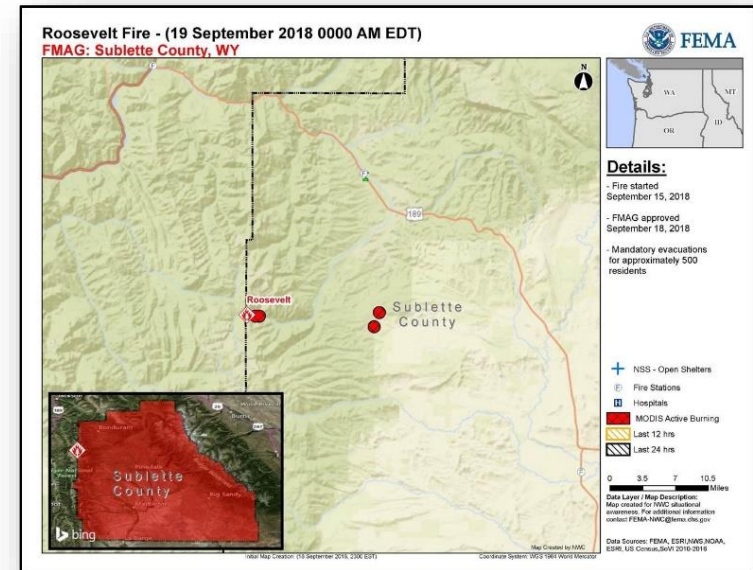 Roosevelt Fire - (19 September 2018 0000 AM EDT)
FMAG: Sublette County, WY
FEMA
N
WA
MT
OR
ID
Details:
- Fire started
September 15, 2018
- FMAG approved
September 18, 2018
- Mandatory evacuations
for approximately 500
residents
189
Roosevelt
Sublette
County
NSS - Open Shelters
F Fire Stations
H Hospitals
MODIS Active Burning
Last 12 hrs
Last 24 hrs
0 3.5 7 10.5
Miles
Data Layer / Map Description:
Map created for NWC situational
awareness. For additional information
contact FEMA-NWC@fema.dhs.gov
Data Sources: FEMA, ESRI,NWS,NOAA,
ESRI, US Census,SoVI 2010-2016
Bondurant
Pinedale
Sublette
County
Big Sandy
bing
Map Created by NWC
Initial Map Creation: (18 September 2018, 2300 EST)
Coordinate System: WGS 1984 World Mercator